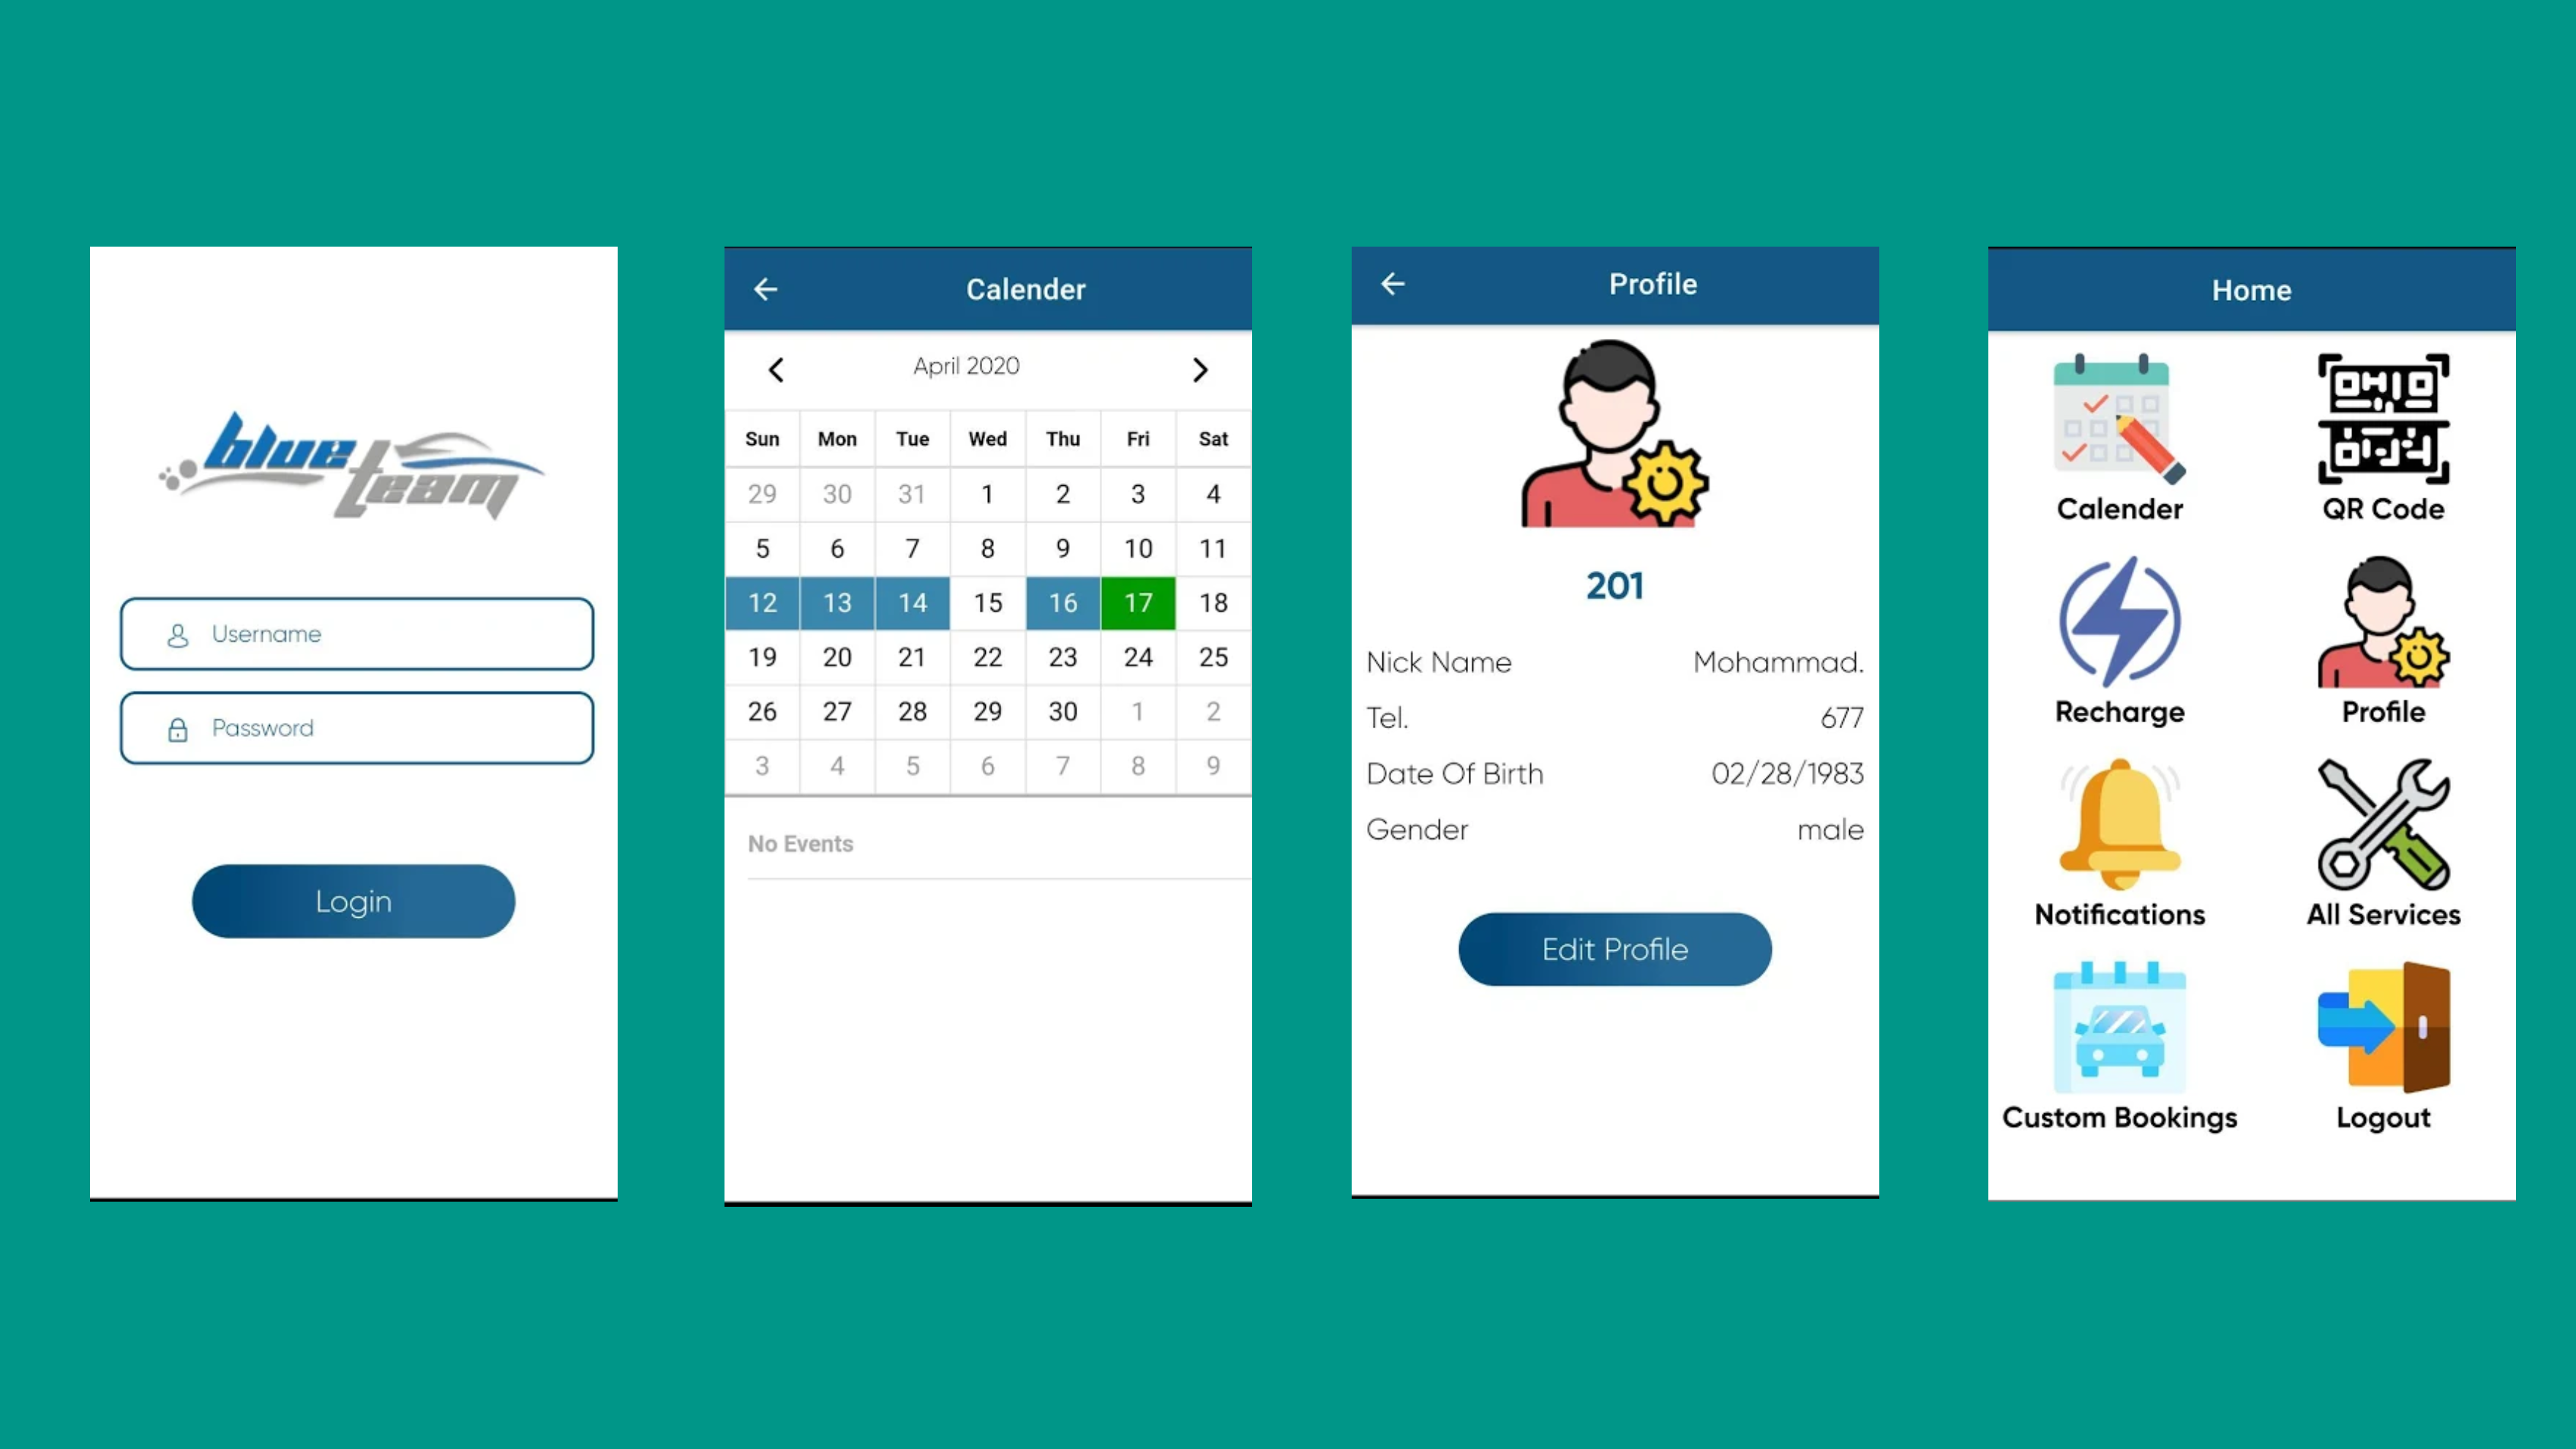 blue team
Username
Password
Login
Calender
April 2020
Sun Mon Tue Wed Thu Fri Sat
29 30 31 1 2 3 4
5 6 7 8 9 10 11
12 13 14 15 16 17 18
19 20 21 22 23 24 25
26 27 28 29 30 1 2
3 4 5 6 7 8 9
No Events
Profile
201
Nick Name Mohammad.
Tel. 677
Date Of Birth 02/28/1983
Gender male
Edit Profile
Home
Calender QR Code
Recharge Profile
Notifications All Services
Custom Bookings Logout